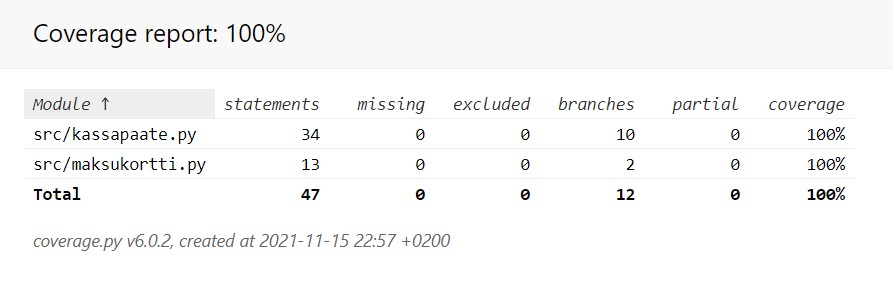 Coverage report: 100%
Module ↑ statements missing excluded branches partial coverage
src/kassapaate.py 34 0 0 10 0 100%
src/maksukortti.py 13 0 0 2 0 100%
Total 47 0 0 12 0 100%
coverage.py v6.0.2, created at 2021-11-15 22:57 +0200